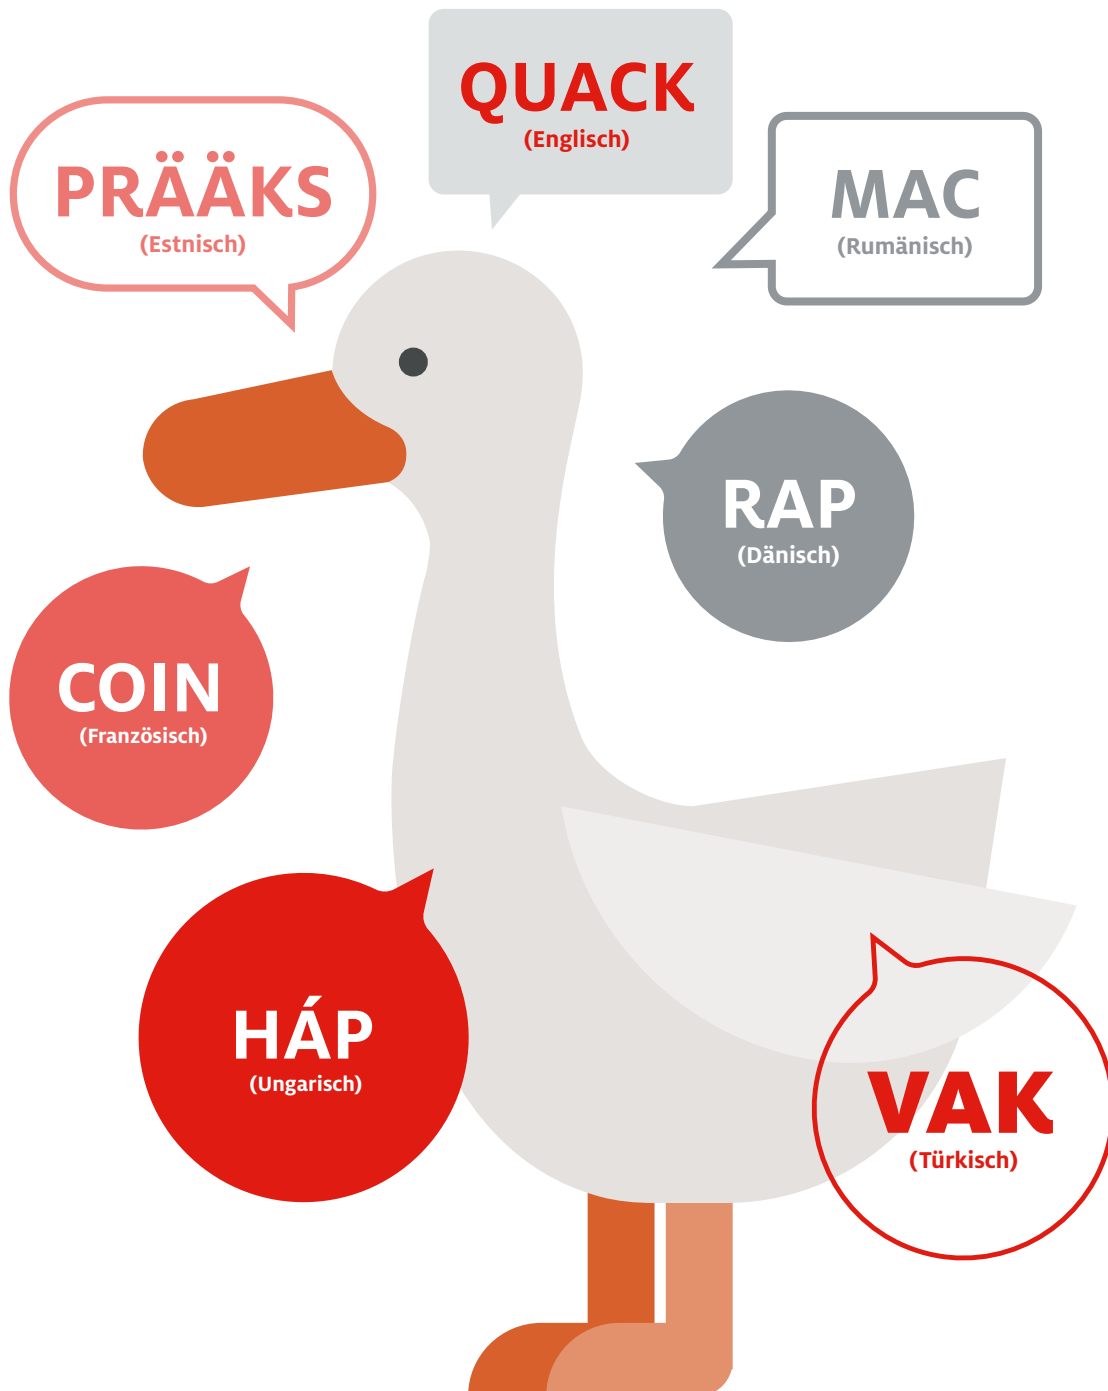 QUACK
(Englisch)
PRÄÄKS
(Estnisch)
MAC
(Rumänisch)
RAP
(Dänisch)
COIN
(Französisch)
HÁP
(Ungarisch)
VAK
(Türkisch)